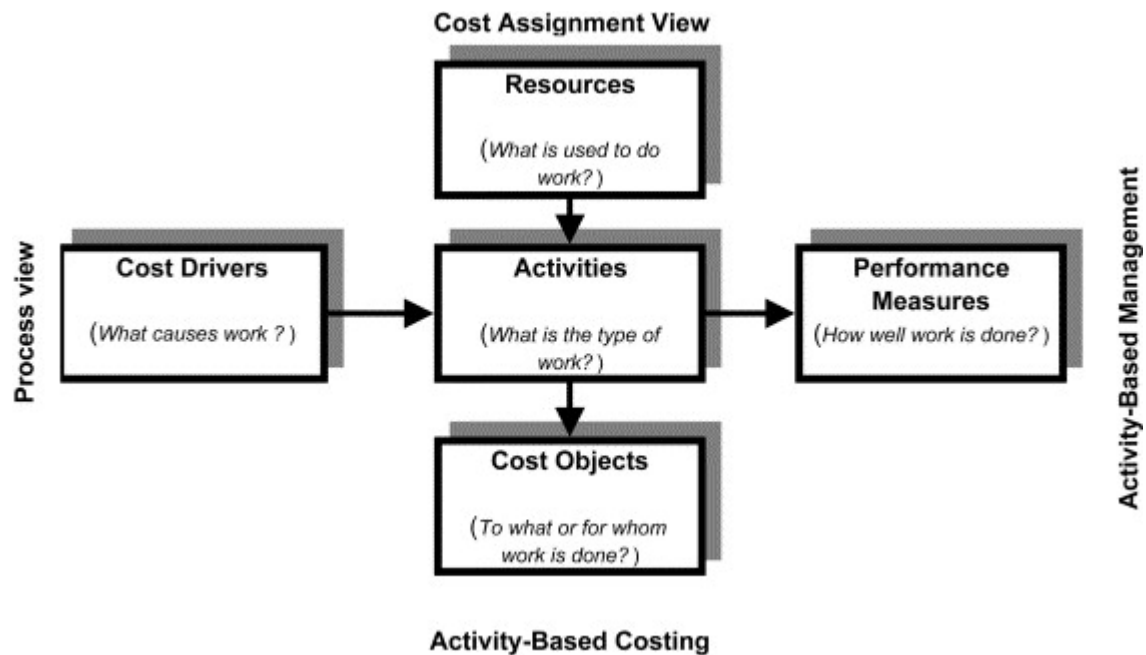 Cost Assignment View
Resources
(What is used to do
work?)
Process view
Cost Drivers
(What causes work ?)
Activities
(What is the type of
work?)
Performance
Measures
(How well work is done?)
Activity-Based Management
Cost Objects
(To what or for whom
work is done?)
Activity-Based Costing